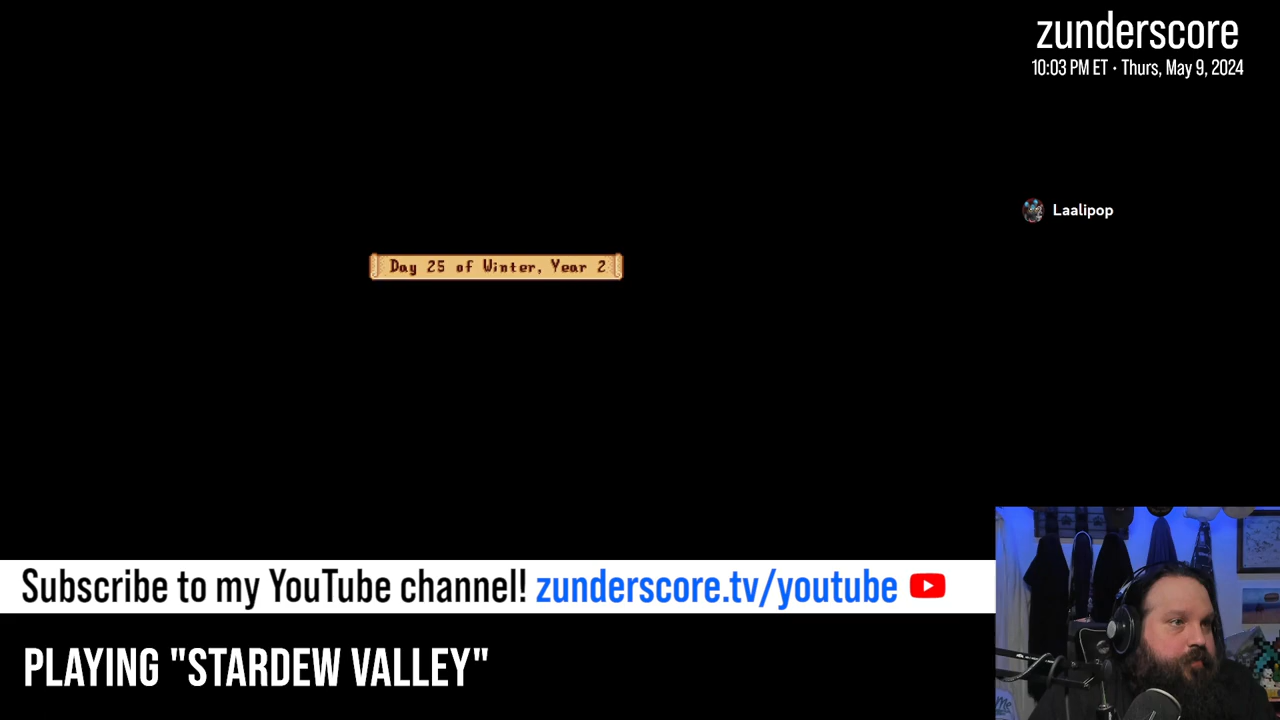 zunderscore
10:03 PM ET · Thurs, May 9, 2024
Laalipop
Day 25 of Winter, Year 2
Subscribe to my YouTube channel! zunderscore.tv/youtube
PLAYING "STARDEW VALLEY"